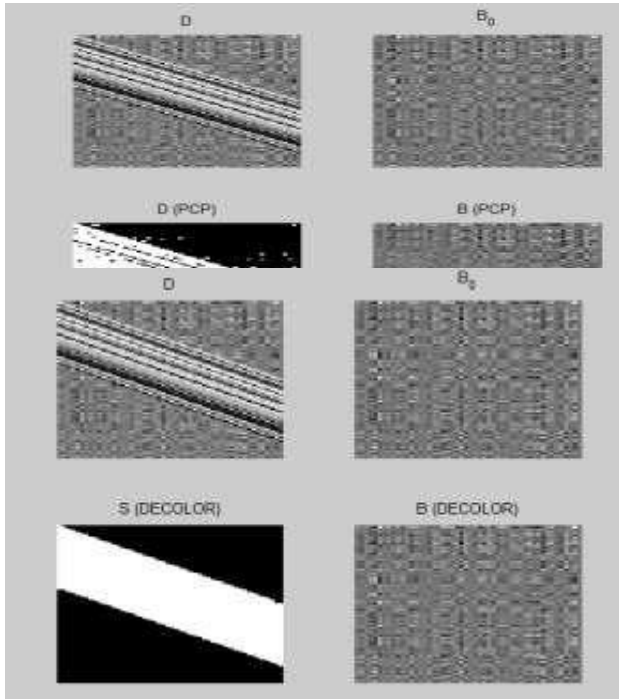 D
B₀
D (PCP)
B (PCP)
D
B₀
S (DECOLOR)
B (DECOLOR)